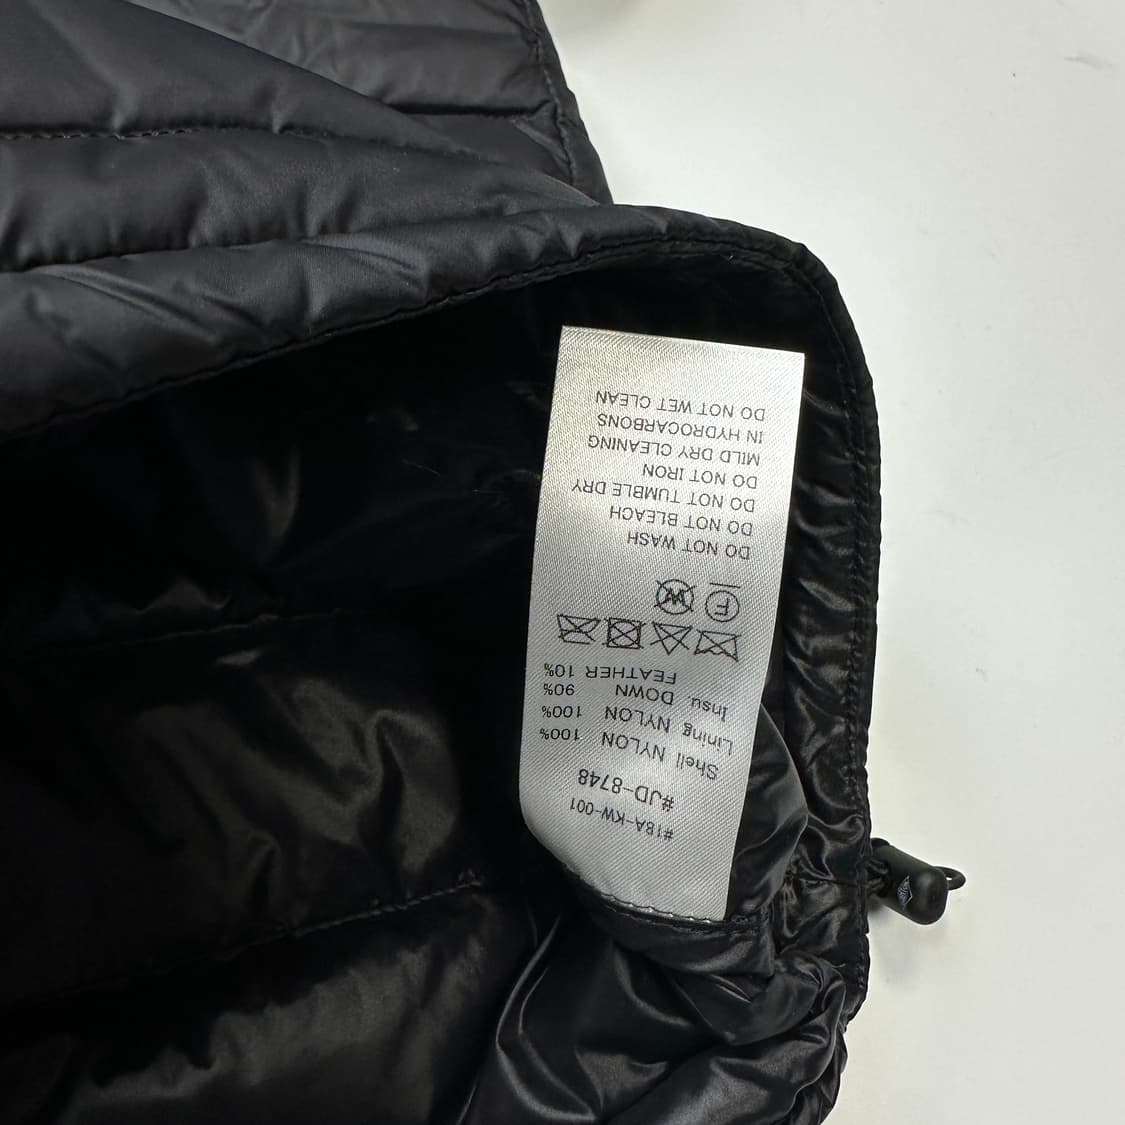 #18A-KW-001
#JD-8748
Shell NYLON 100%
Lining NYLON 100%
Insu. DOWN 90%
FEATHER 10%
F W
DO NOT WASH
DO NOT BLEACH
DO NOT TUMBLE DRY
DO NOT IRON
MILD DRY CLEANING
IN HYDROCARBONS
DO NOT WET CLEAN